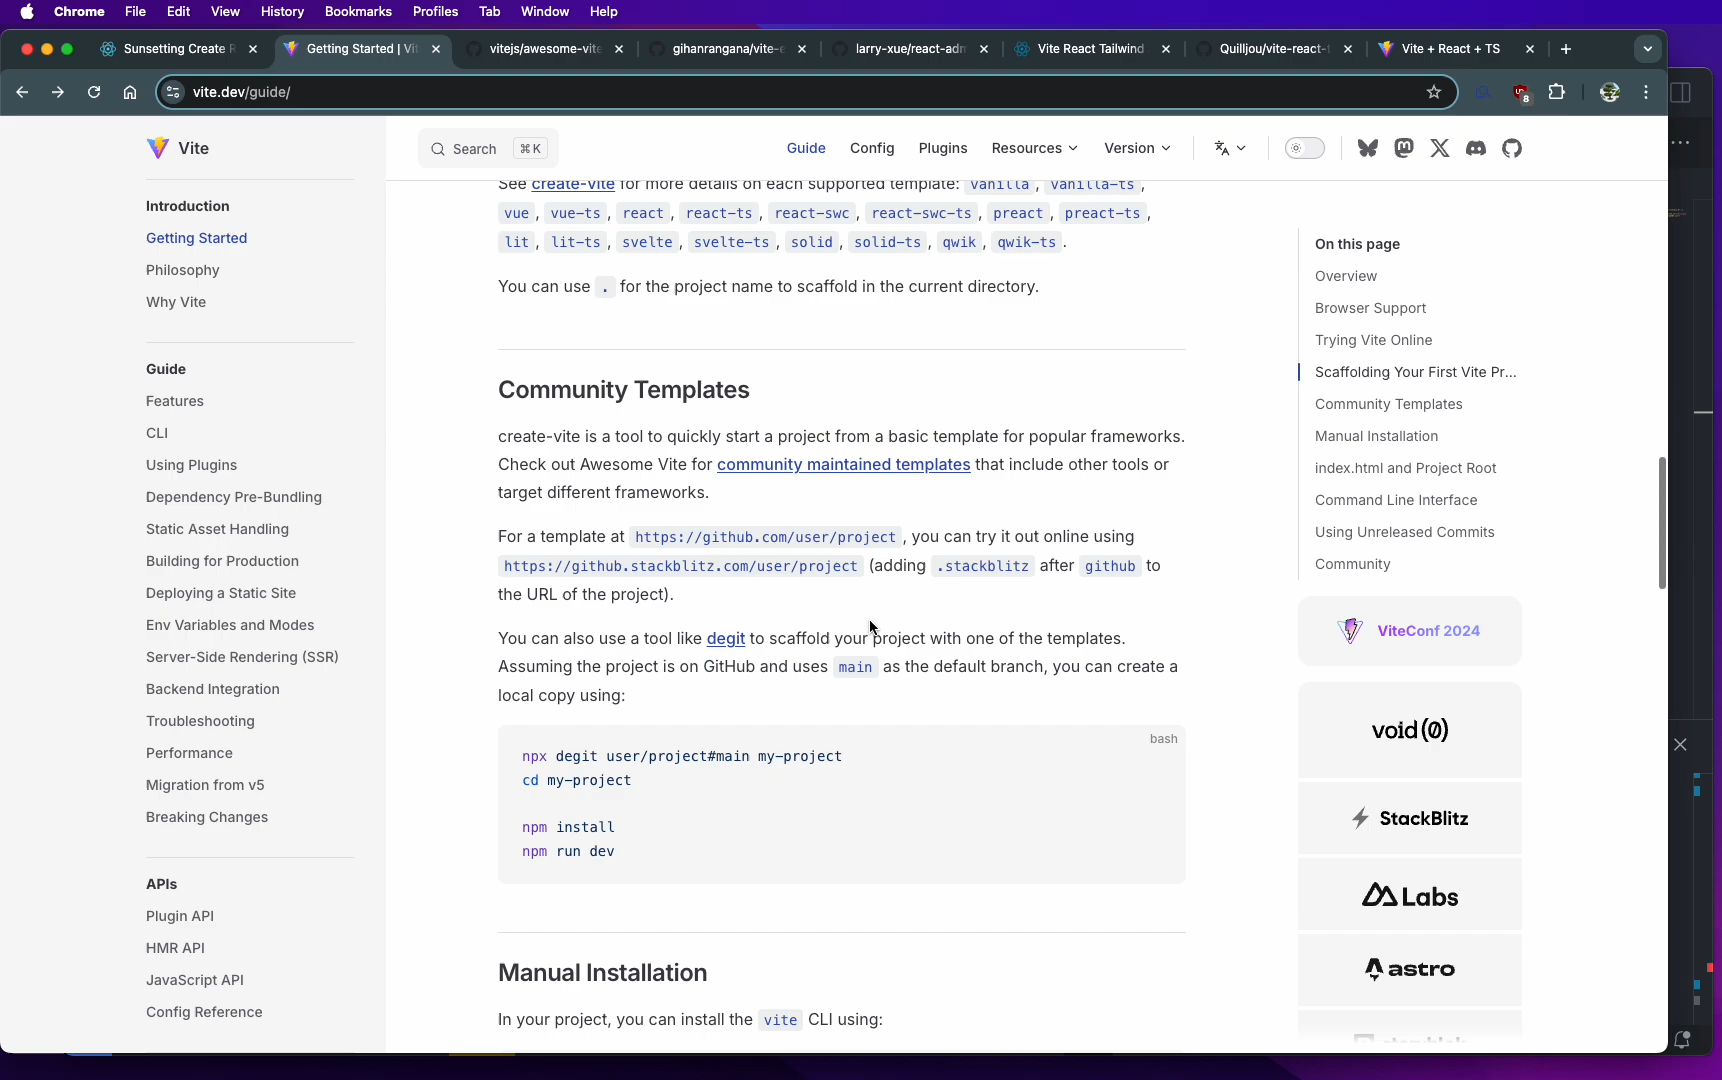 Chrome File Edit View History Bookmarks Profiles Tab Window Help
Sunsetting Create R
Getting Started | Vit
vitejs/awesome-vite
gihanrangana/vite-e
larry-xue/react-adm
Vite React Tailwind
Quilljou/vite-react-t
Vite + React + TS
vite.dev/guide/
8
Vite
Search ⌘ K
Guide Config Plugins Resources Version
Introduction
Getting Started
Philosophy
Why Vite
Guide
Features
CLI
Using Plugins
Dependency Pre-Bundling
Static Asset Handling
Building for Production
Deploying a Static Site
Env Variables and Modes
Server-Side Rendering (SSR)
Backend Integration
Troubleshooting
Performance
Migration from v5
Breaking Changes
APIs
Plugin API
HMR API
JavaScript API
Config Reference
See create-vite for more details on each supported template: vanilla, vanilla-ts,
vue, vue-ts, react, react-ts, react-swc, react-swc-ts, preact, preact-ts,
lit, lit-ts, svelte, svelte-ts, solid, solid-ts, qwik, qwik-ts.
You can use . for the project name to scaffold in the current directory.
Community Templates
create-vite is a tool to quickly start a project from a basic template for popular frameworks.
Check out Awesome Vite for community maintained templates that include other tools or
target different frameworks.
For a template at https://github.com/user/project, you can try it out online using
https://github.stackblitz.com/user/project (adding .stackblitz after github to
the URL of the project).
You can also use a tool like degit to scaffold your project with one of the templates.
Assuming the project is on GitHub and uses main as the default branch, you can create a
local copy using:
bash
npx degit user/project#main my-project
cd my-project
npm install
npm run dev
Manual Installation
In your project, you can install the vite CLI using:
On this page
Overview
Browser Support
Trying Vite Online
Scaffolding Your First Vite Pr...
Community Templates
Manual Installation
index.html and Project Root
Command Line Interface
Using Unreleased Commits
Community
ViteConf 2024
void(0)
StackBlitz
Labs
astro